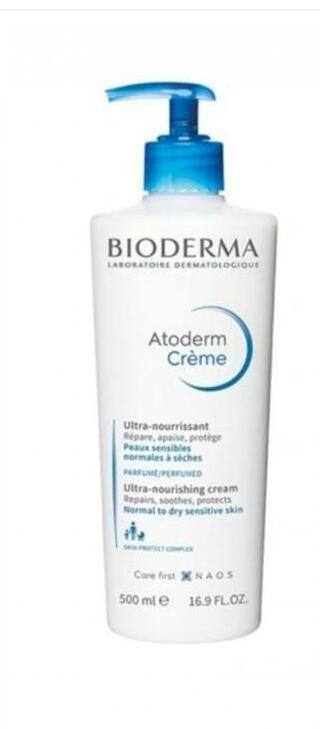 BIODERMA
LABORATOIRE DERMATOLOGIQUE
Atoderm
Crème
Ultra-nourrissant
Répare, apaise, protège
Peaux sensibles
normales à sèches
PARFUMÉ/PERFUMED
Ultra-nourishing cream
Repairs, soothes, protects
Normal to dry sensitive skin
SKIN PROTECT COMPLEX
Care first NAOS
500 ml e 16.9 FL.OZ.